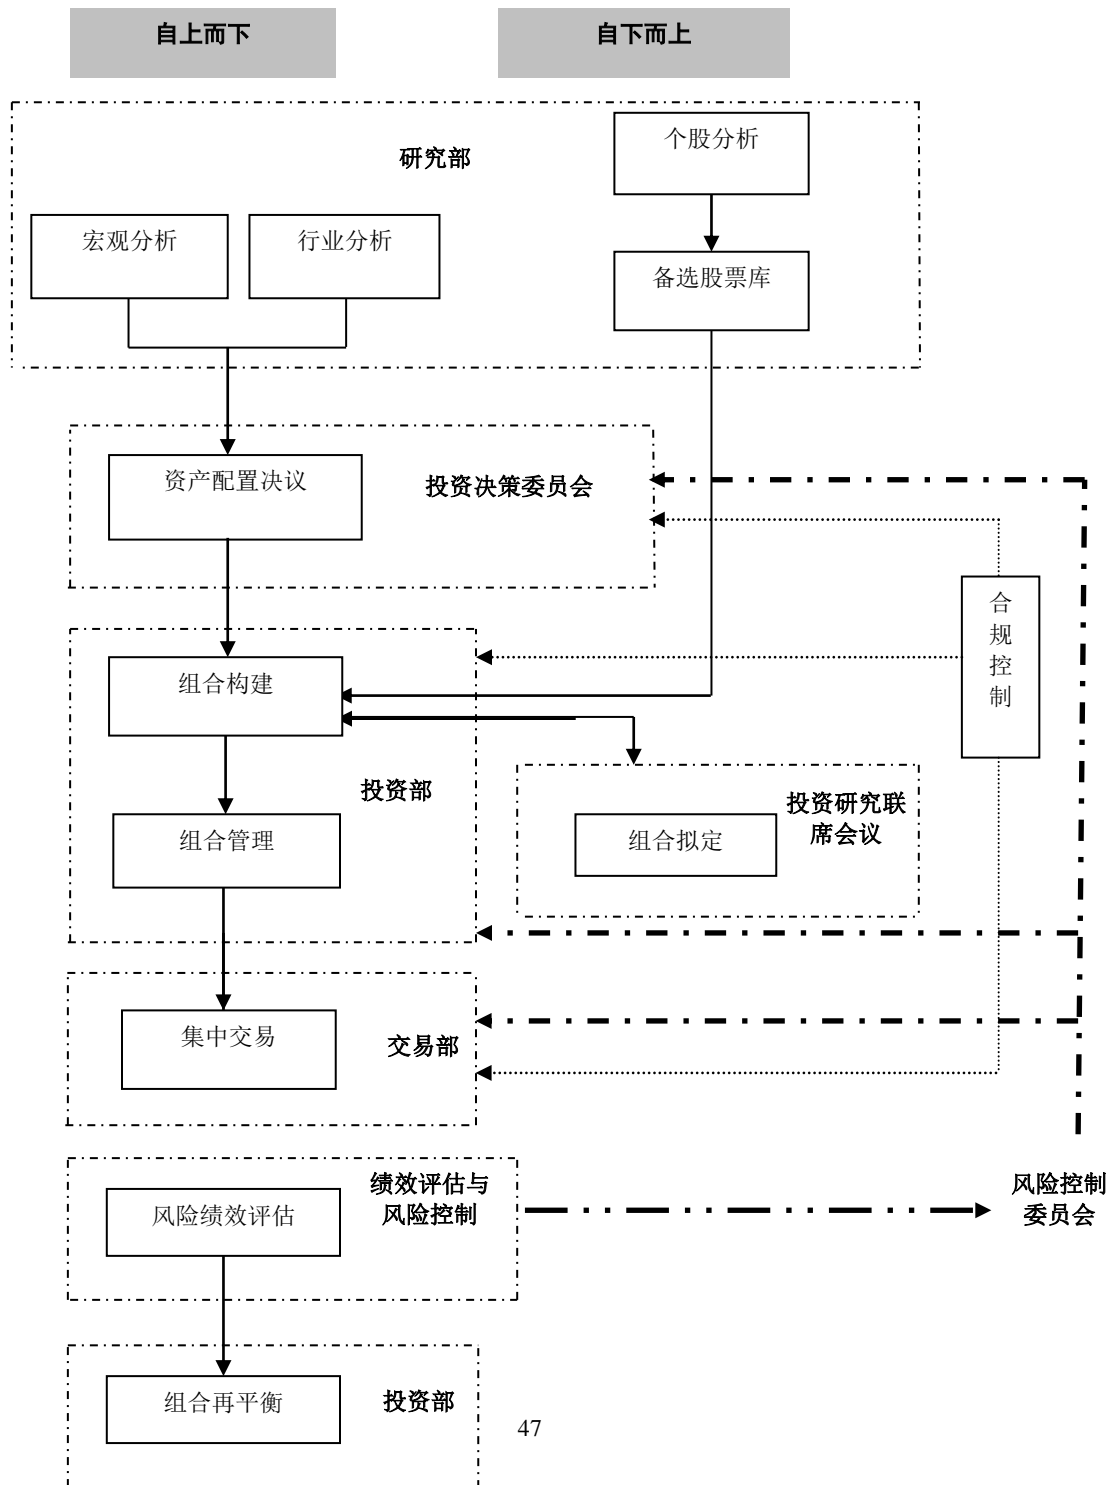 自上而下
自下而上
个股分析
研究部
宏观分析
行业分析
备选股票库
资产配置决议
投资决策委员会
合
规
控
制
组合构建
投资部
投资研究联
席会议
组合管理
组合拟定
集中交易
交易部
绩效评估与
风险控制
风险绩效评估
风险控制
委员会
组合再平衡
投资部
47